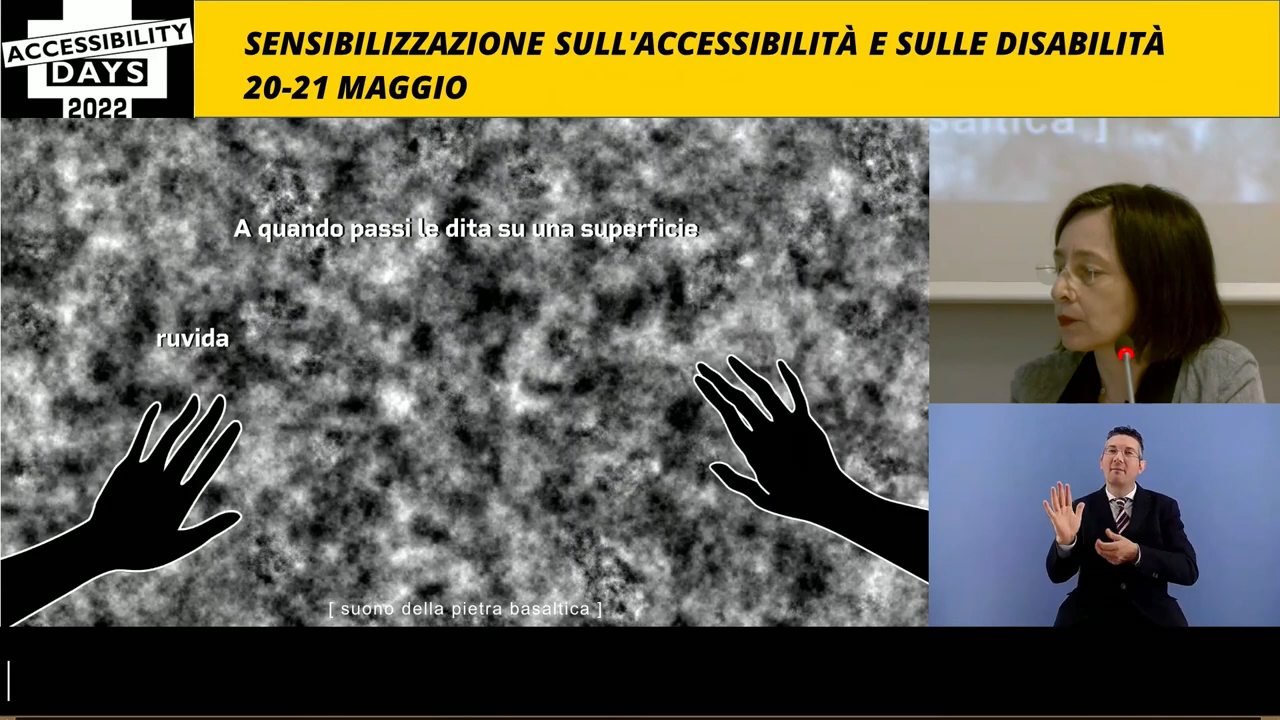 ACCESSIBILITY
DAYS
2022
SENSIBILIZZAZIONE SULL'ACCESSIBILITÀ E SULLE DISABILITÀ
20-21 MAGGIO
saltica ]
A quando passi le dita su una superficie
ruvida
[ suono della pietra basaltica ]